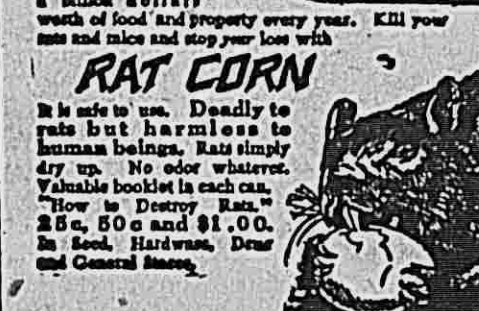 a billion dollars
worth of food and property every year. Kill your
rats and mice and stop your loss with
RAT CORN
It is safe to use. Deadly to
rats but harmless to
human beings. Rats simply
dry up. No odor whatever.
Valuable booklet in each can,
"How to Destroy Rats."
25c, 50c and $1.00.
In Seed, Hardware, Drug
and General Stores.